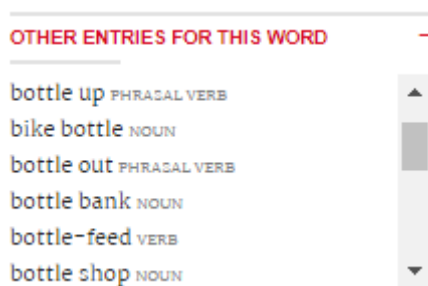 OTHER ENTRIES FOR THIS WORD
bottle up PHRASAL VERB
bike bottle NOUN
bottle out PHRASAL VERB
bottle bank NOUN
bottle-feed VERB
bottle shop NOUN